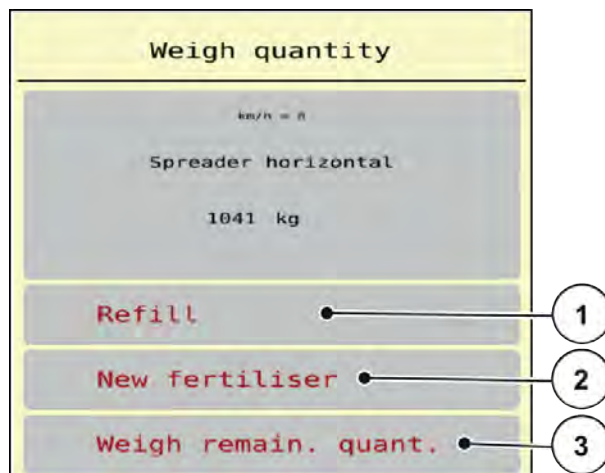 Weigh quantity
km/h = 0
Spreader horizontal
1041 kg
Refill
1
New fertiliser
2
Weigh remain. quant.
3